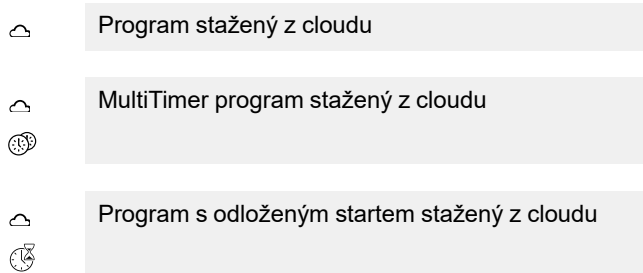 Program stažený z cloudu
MultiTimer program stažený z cloudu
Program s odloženým startem stažený z cloudu